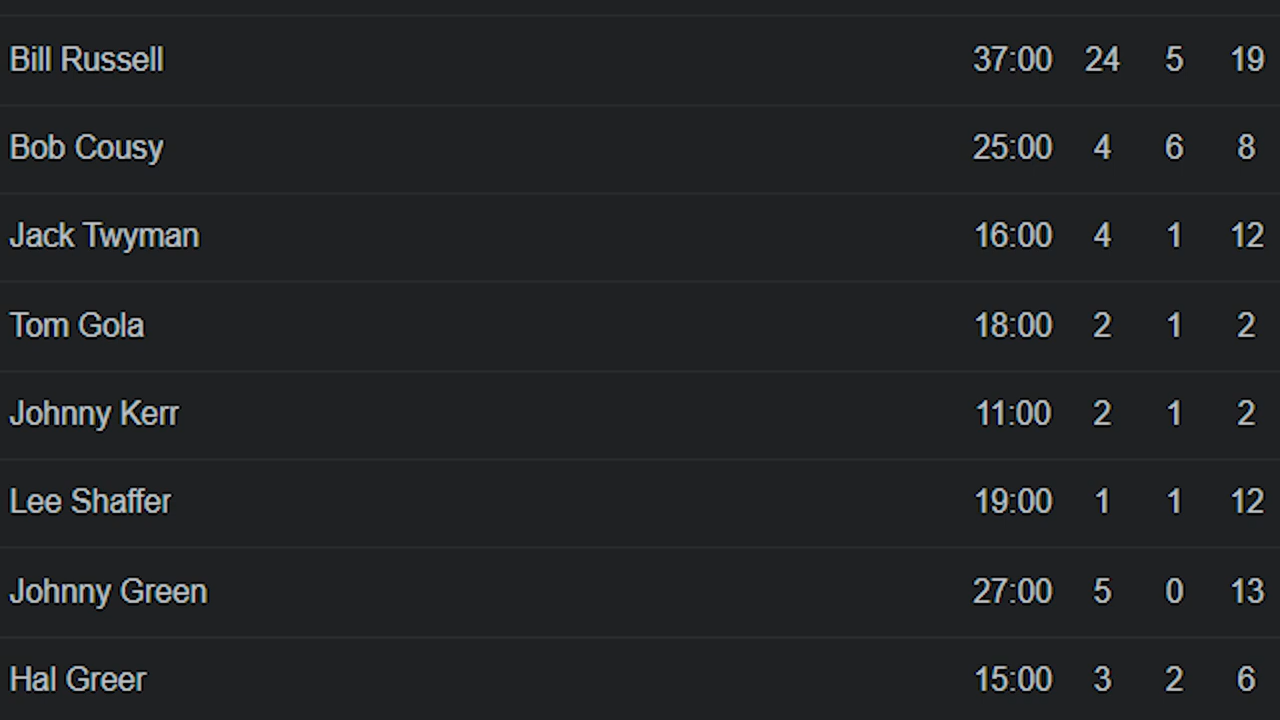 Bill Russell 37:00 24 5 19
Bob Cousy 25:00 4 6 8
Jack Twyman 16:00 4 1 12
Tom Gola 18:00 2 1 2
Johnny Kerr 11:00 2 1 2
Lee Shaffer 19:00 1 1 12
Johnny Green 27:00 5 0 13
Hal Greer 15:00 3 2 6